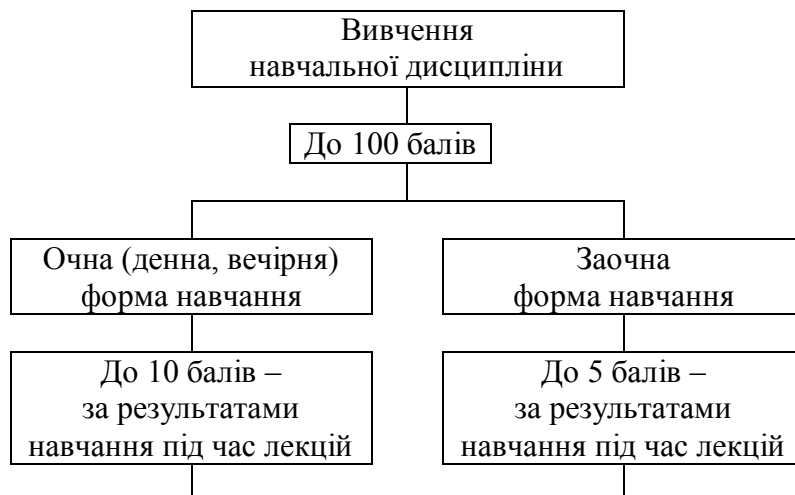 Вивчення
навчальної дисципліни
До 100 балів
Очна (денна, вечірня)
форма навчання
Заочна
форма навчання
До 10 балів –
за результатами
навчання під час лекцій
До 5 балів –
за результатами
навчання під час лекцій